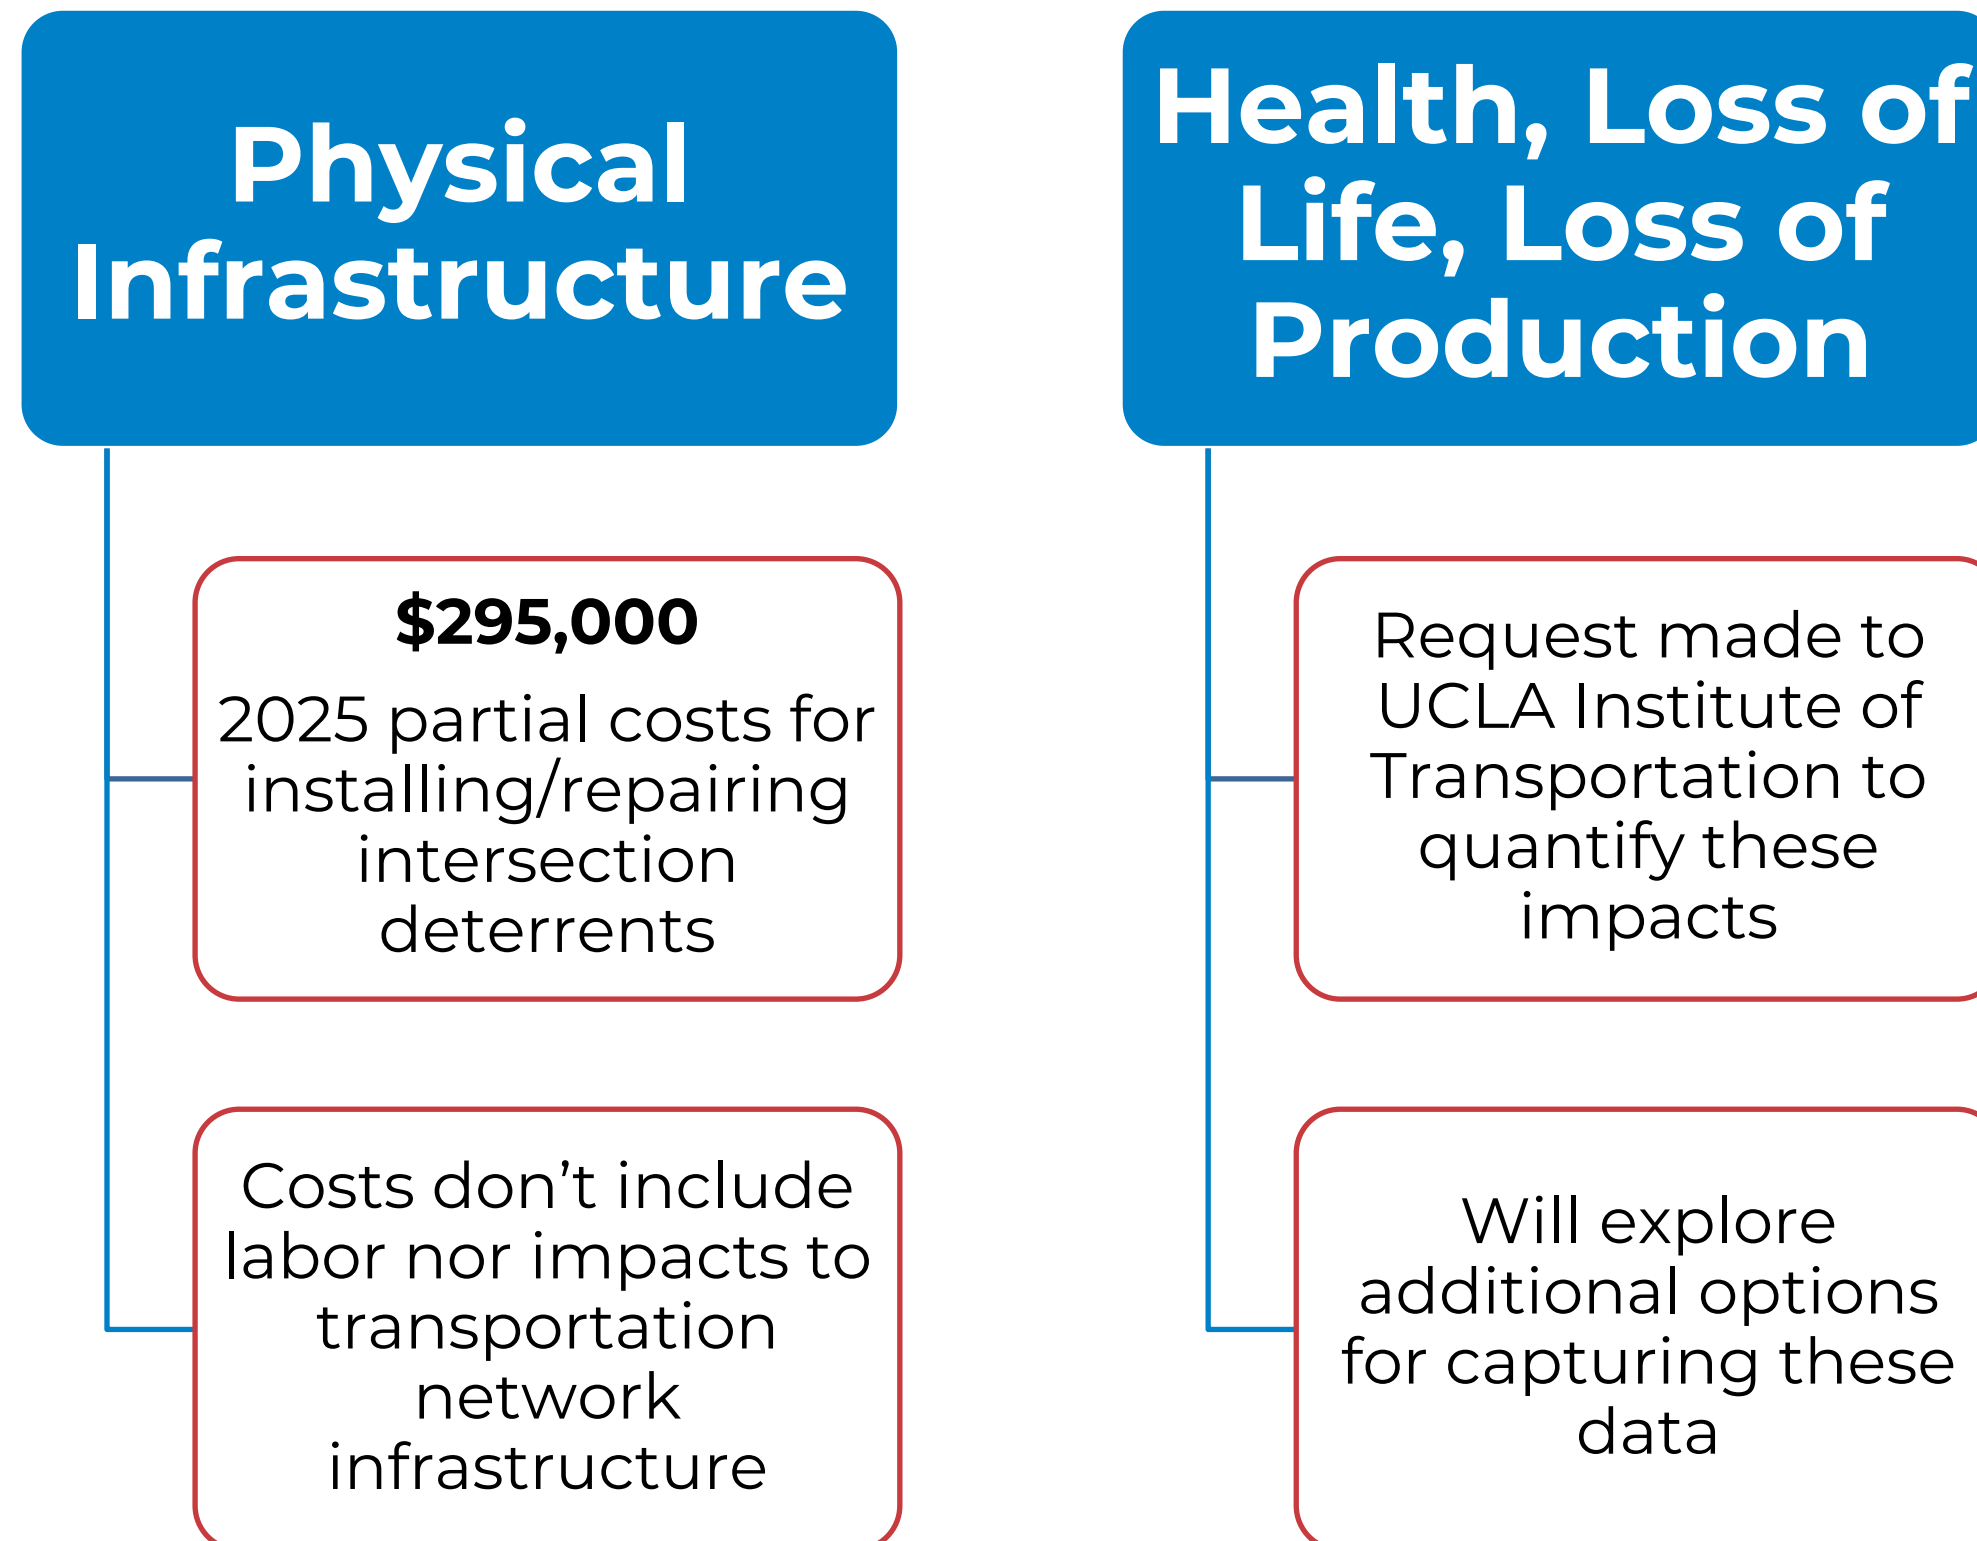 Physical
Infrastructure
$295,000
2025 partial costs for
installing/repairing
intersection
deterrents
Costs don’t include
labor nor impacts to
transportation
network
infrastructure
Health, Loss of
Life, Loss of
Production
Request made to
UCLA Institute of
Transportation to
quantify these
impacts
Will explore
additional options
for capturing these
data